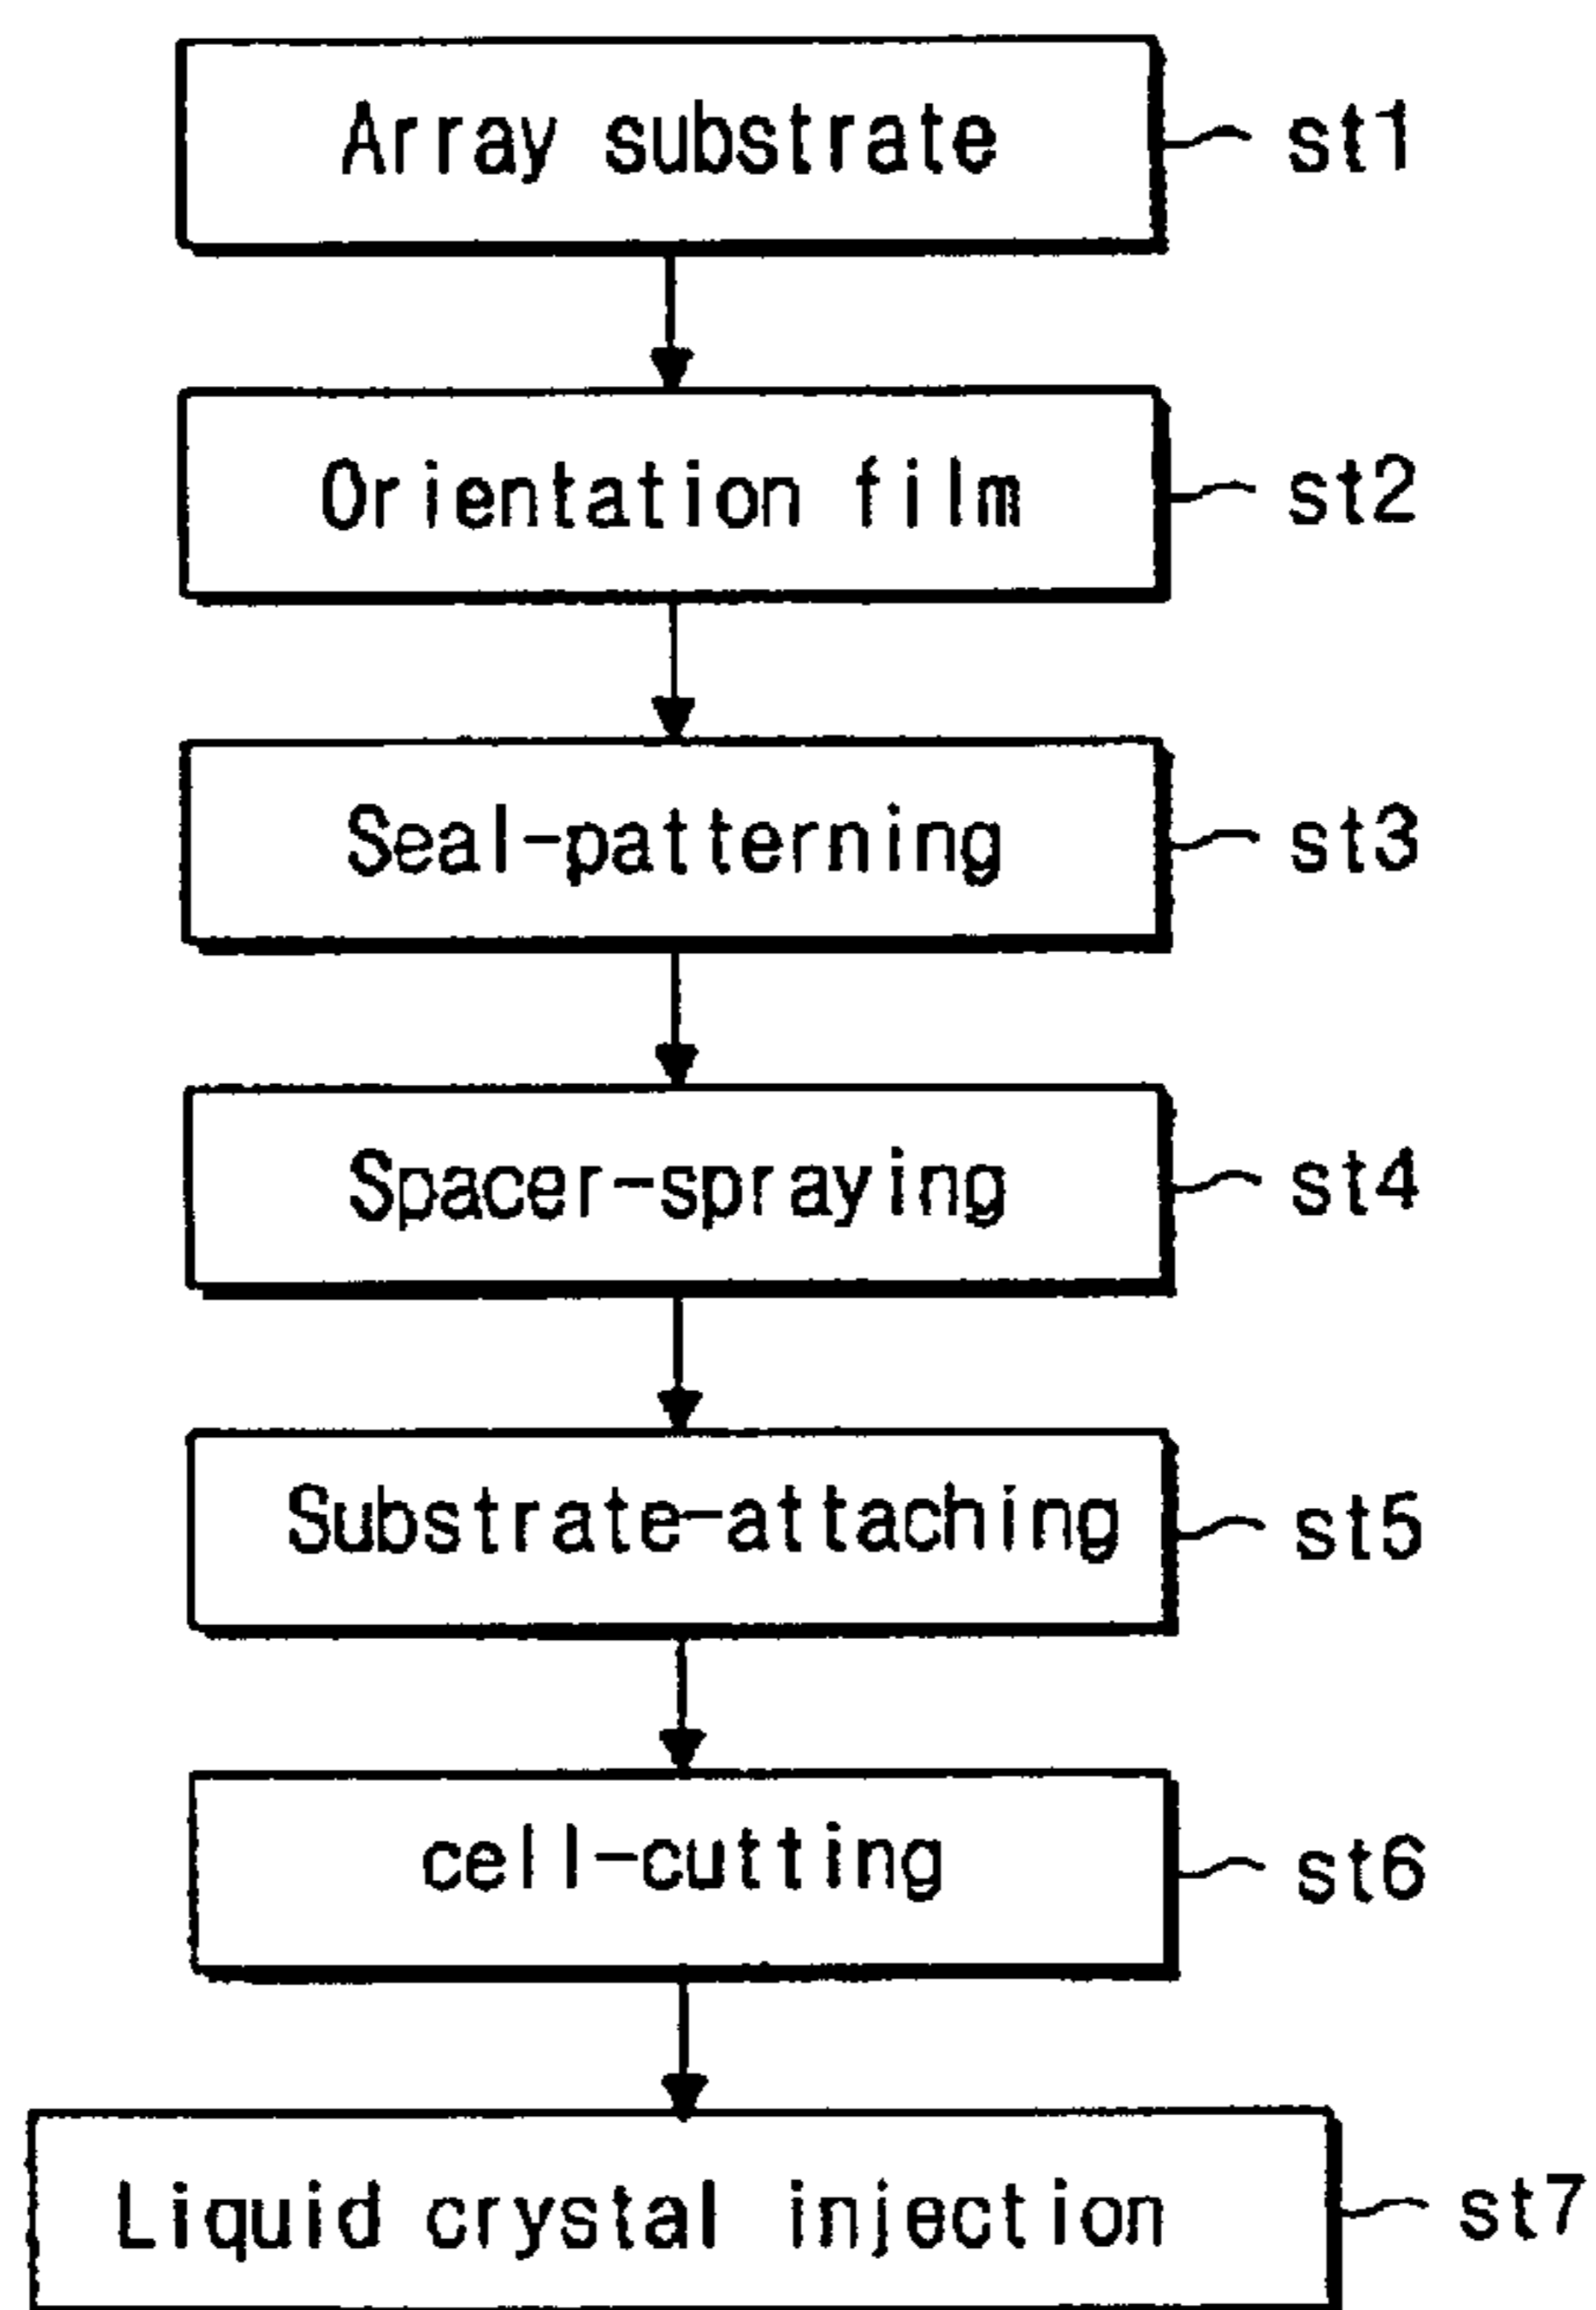 Array substrate st1
Orientation film st2
Seal-patterning st3
Spacer-spraying st4
Substrate-attaching st5
cell-cutting st6
Liquid crystal injection st7